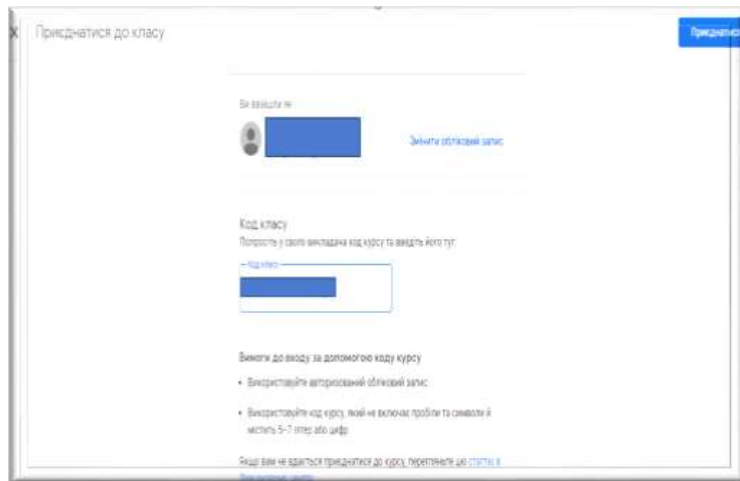 X Приєднатися до класу
Приєднатися
Ви ввійшли як
Змінити обліковий запис
Код класу
Попросіть у свого викладача код курсу та введіть його тут.
Код класу
Вимоги до входу за допомогою коду курсу
• Використовуйте авторизований обліковий запис
• Використовуйте код курсу, який не включає пробіли та символи й
містить 5–7 літер або цифр
Якщо вам не вдається приєднатися до курсу, перегляньте цю статтю в